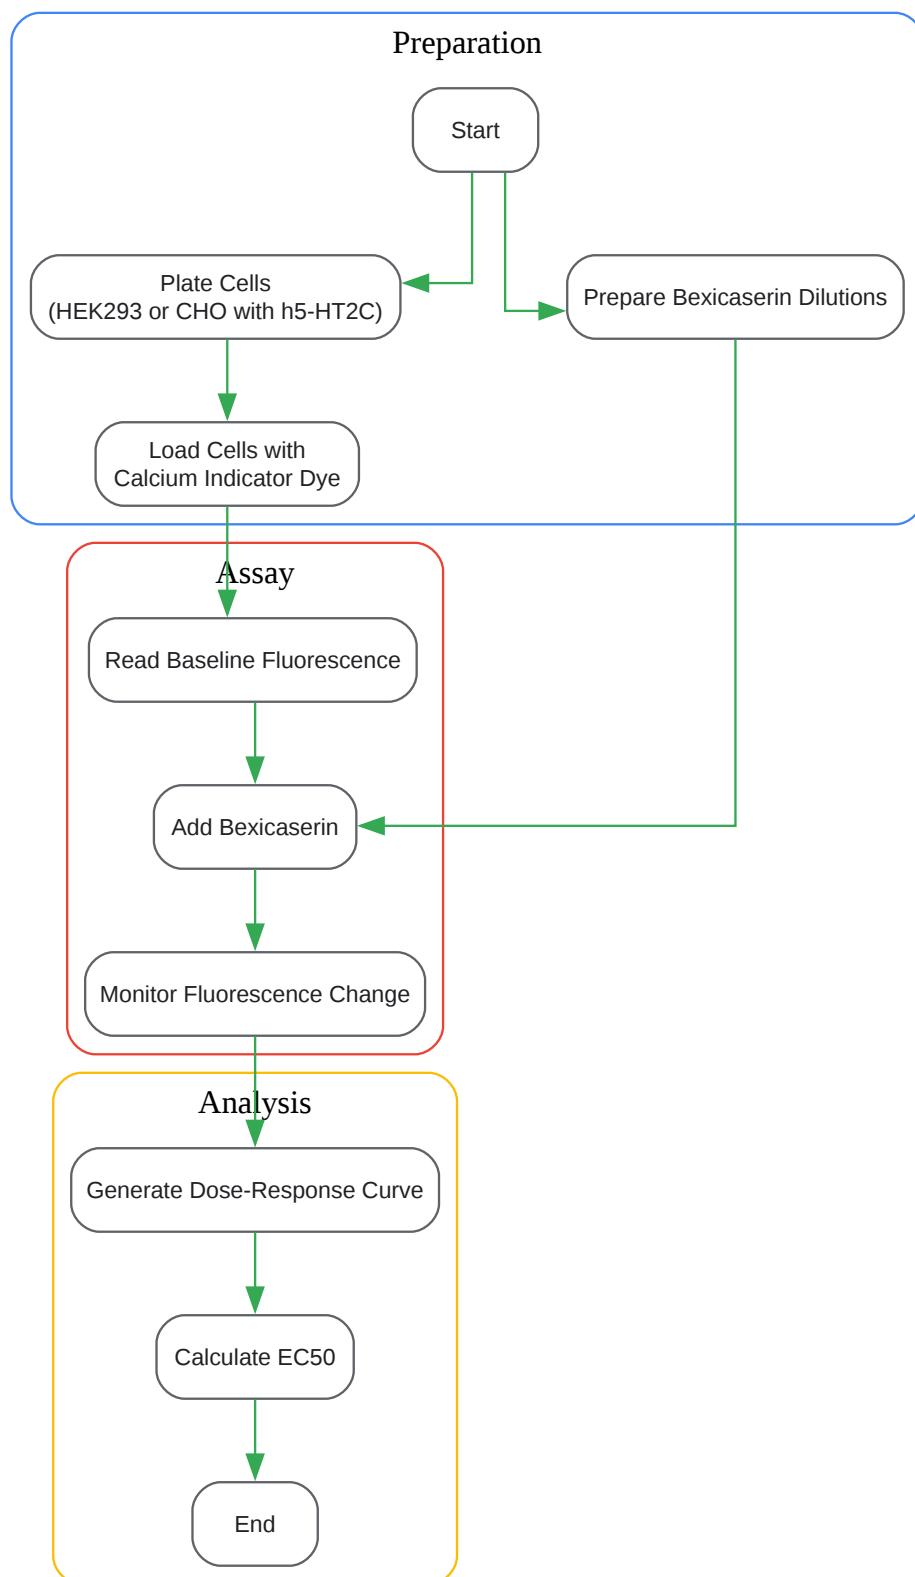 Preparation
Start
Plate Cells
(HEK293 or CHO with h5-HT2C)
Prepare Bexicaserin Dilutions
Load Cells with
Calcium Indicator Dye
Assay
Read Baseline Fluorescence
Add Bexicaserin
Monitor Fluorescence Change
Analysis
Generate Dose-Response Curve
Calculate EC50
End